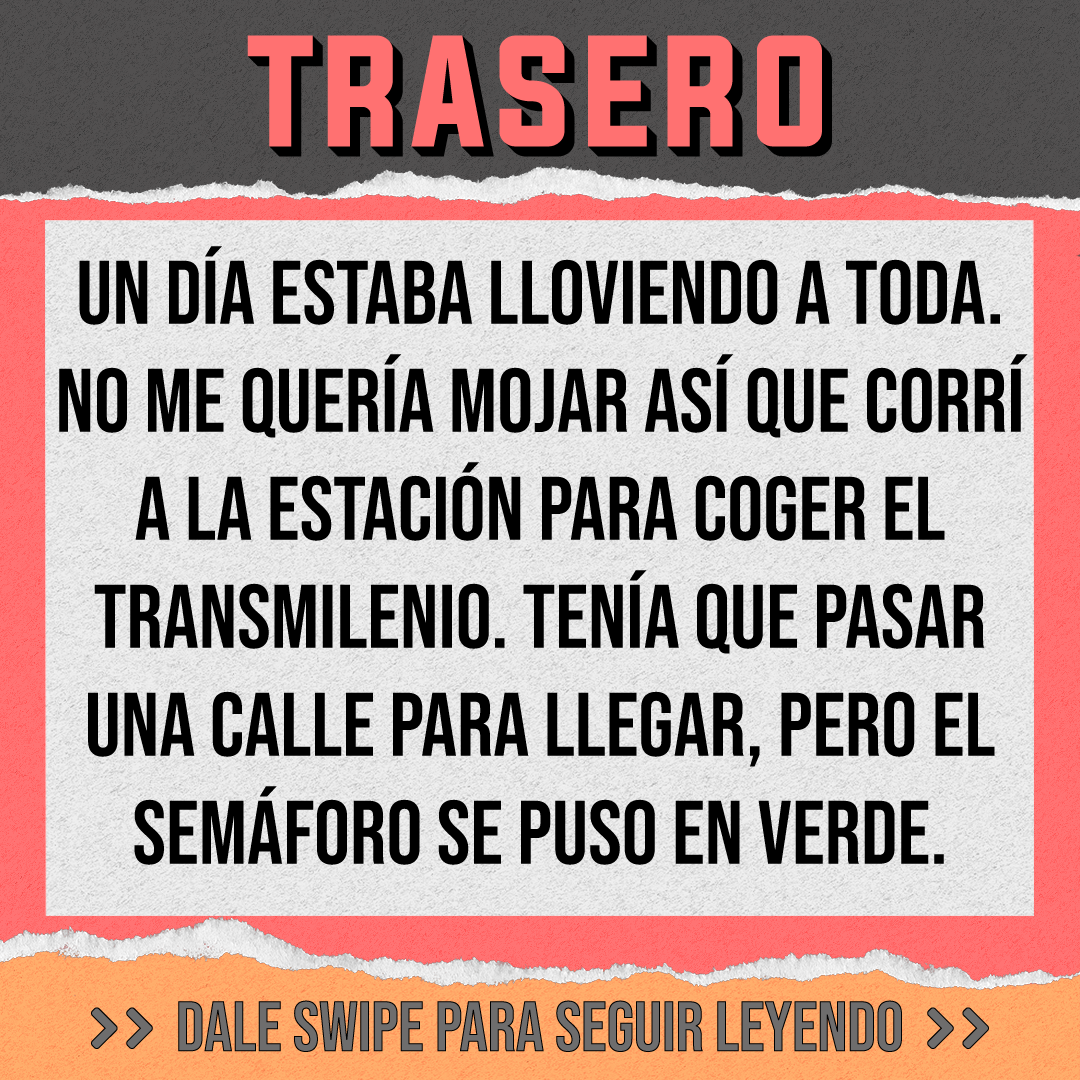 TRASERO
UN DÍA ESTABA LLOVIENDO A TODA.
NO ME QUERÍA MOJAR ASÍ QUE CORRÍ
A LA ESTACIÓN PARA COGER EL
TRANSMILENIO. TENÍA QUE PASAR
UNA CALLE PARA LLEGAR, PERO EL
SEMÁFORO SE PUSO EN VERDE.
>> DALE SWIPE PARA SEGUIR LEYENDO >>